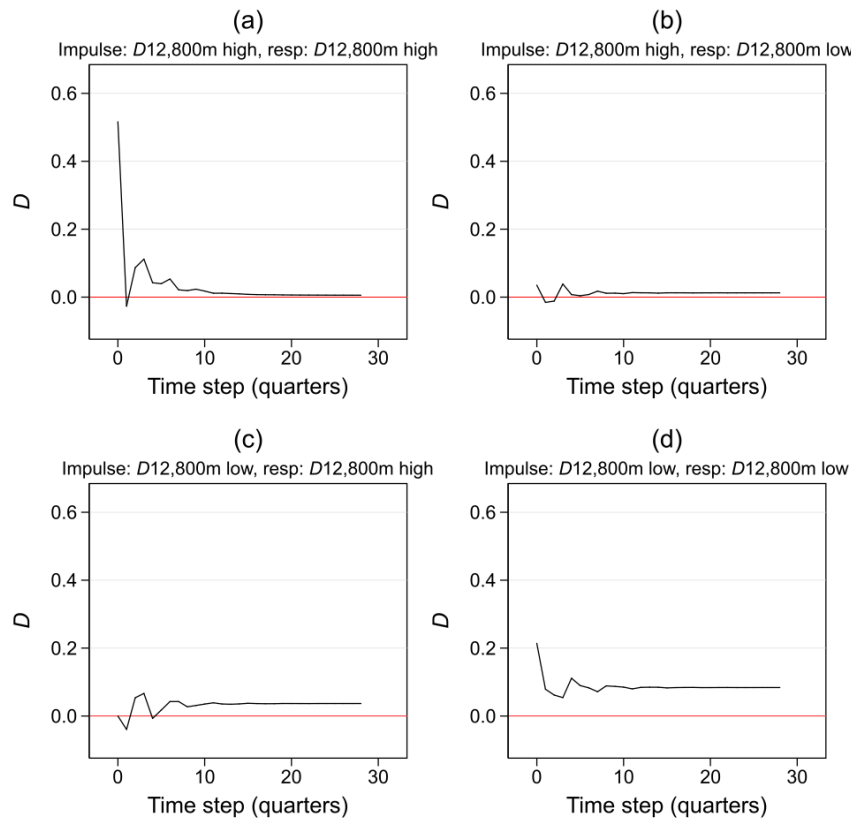 (a)
Impulse: D12,800m high, resp: D12,800m high
0.6
0.4
0.2
0.0
D
0
10
20
30
Time step (quarters)
(b)
Impulse: D12,800m high, resp: D12,800m low
0.6
0.4
0.2
0.0
D
0
10
20
30
Time step (quarters)
(c)
Impulse: D12,800m low, resp: D12,800m high
0.6
0.4
0.2
0.0
D
0
10
20
30
Time step (quarters)
(d)
Impulse: D12,800m low, resp: D12,800m low
0.6
0.4
0.2
0.0
D
0
10
20
30
Time step (quarters)